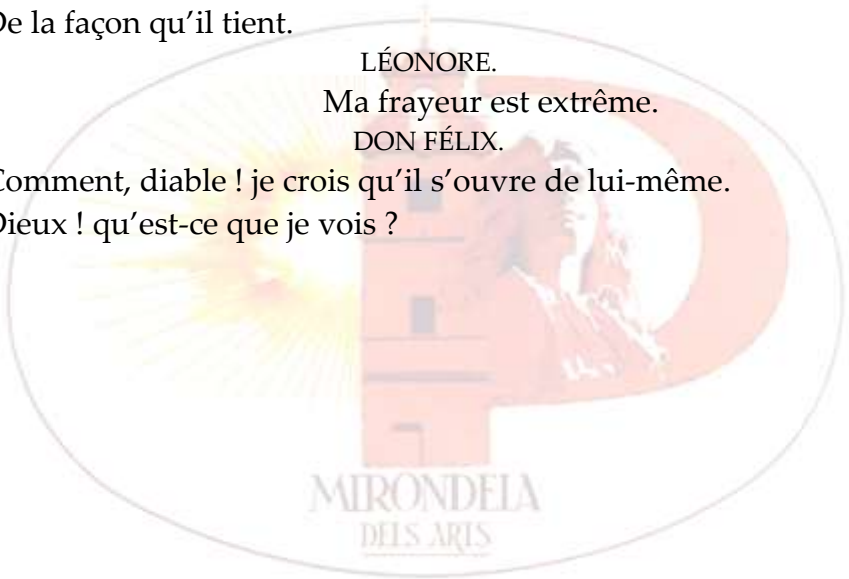 De la façon qu’il tient.
LÉONORE.
Ma frayeur est extrême.
DON FÉLIX.
Comment, diable ! je crois qu’il s’ouvre de lui-même.
Dieux ! qu’est-ce que je vois ?
MIRONDELA
DELS ARTS